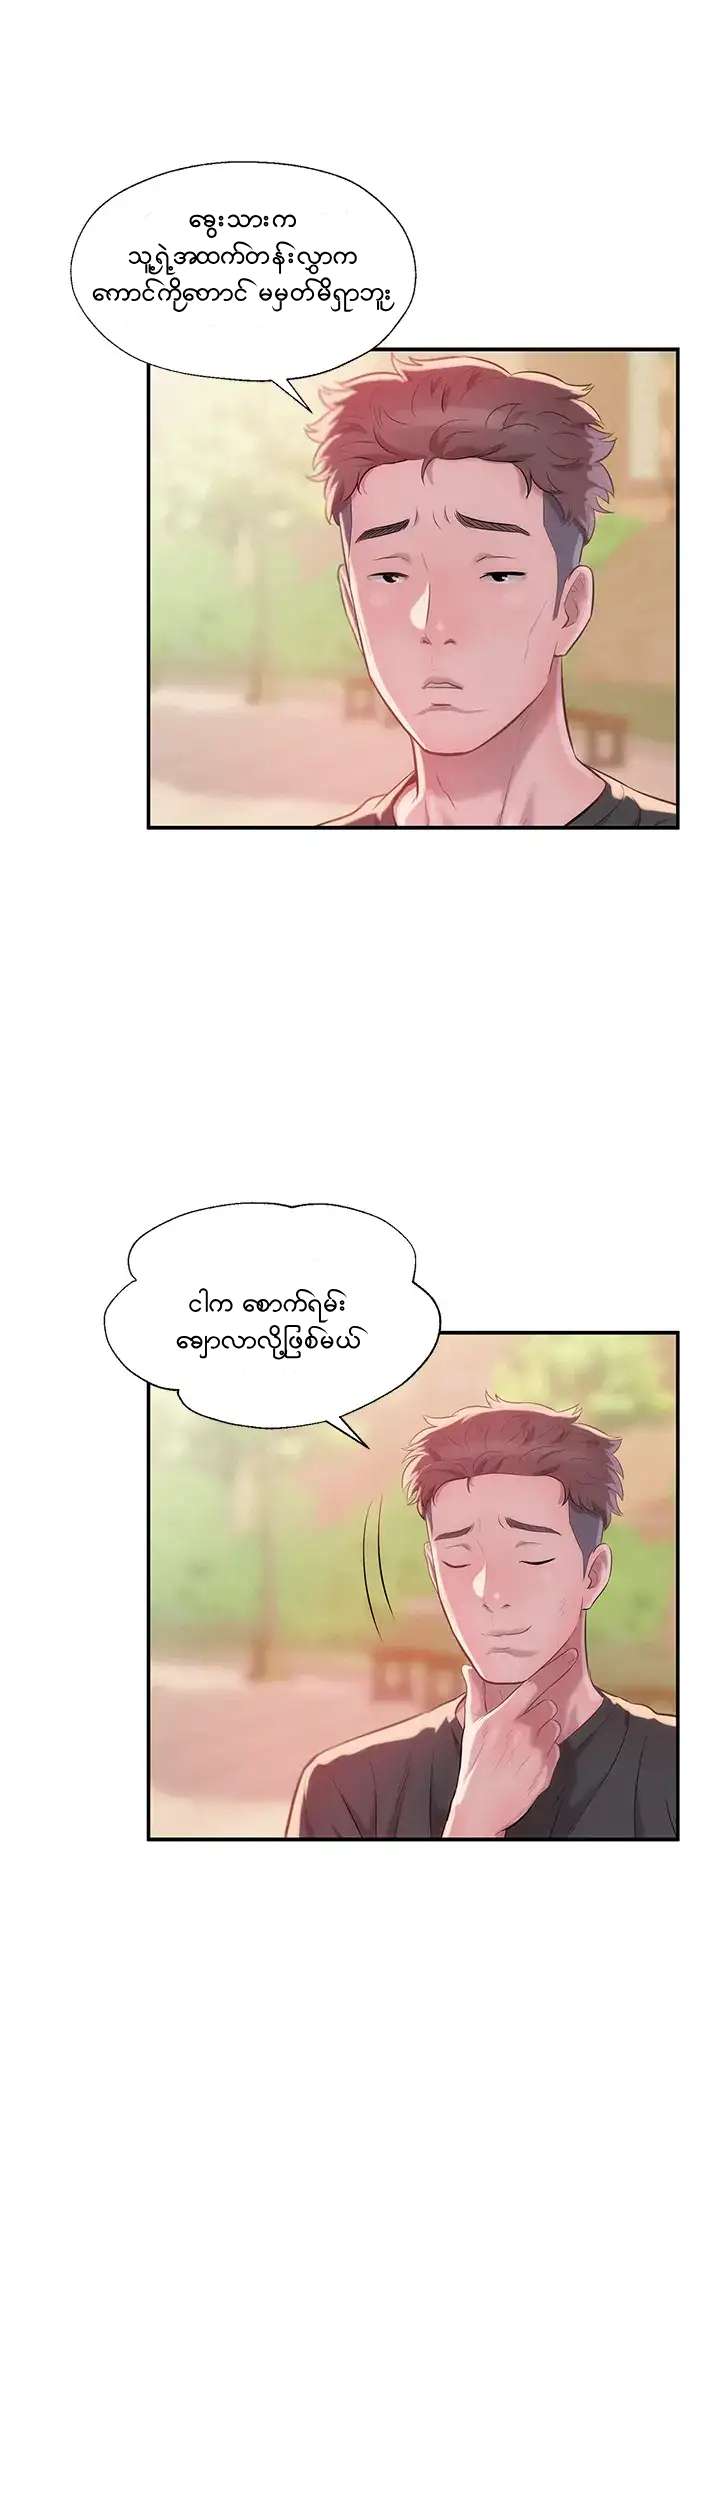 ခွေးသားက
သူ့ရဲ့အထက်တန်းလွှာက
ကောင်ကိုတောင် မမှတ်မိရှာဘူး
ငါက စောက်ရမ်း
ချောလာလို့ဖြစ်မယ်